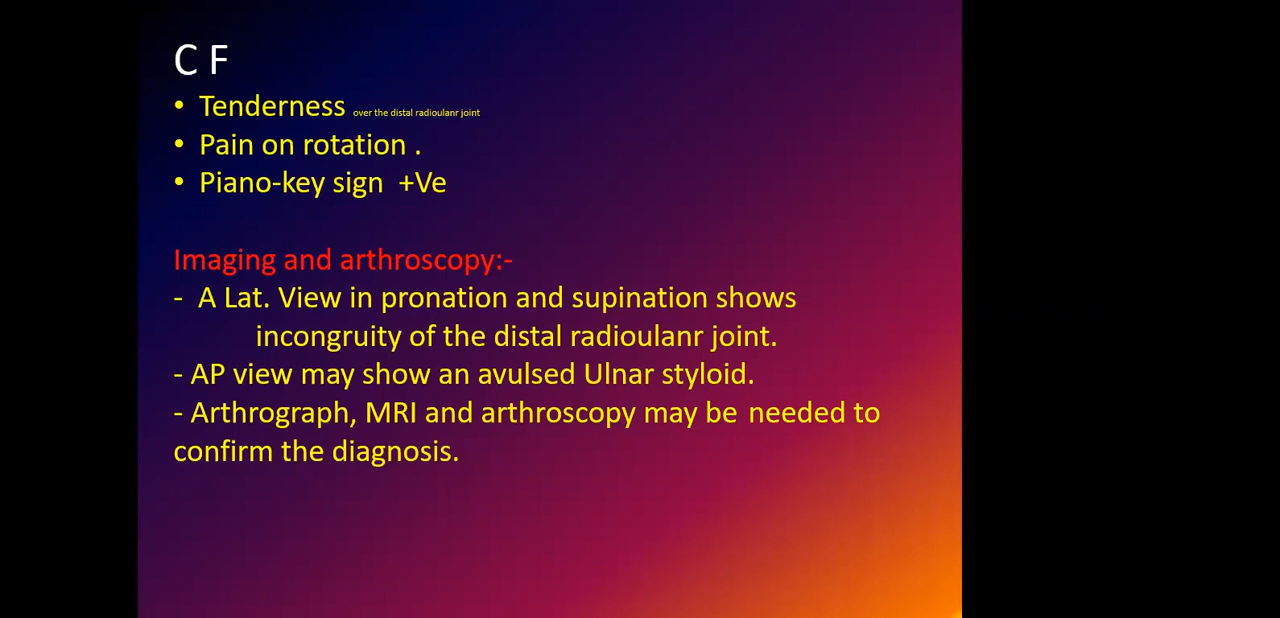 C F
• Tenderness over the distal radioulanr joint
• Pain on rotation .
• Piano-key sign +Ve
Imaging and arthroscopy:-
- A Lat. View in pronation and supination shows
incongruity of the distal radioulanr joint.
- AP view may show an avulsed Ulnar styloid.
- Arthrograph, MRI and arthroscopy may be needed to
confirm the diagnosis.